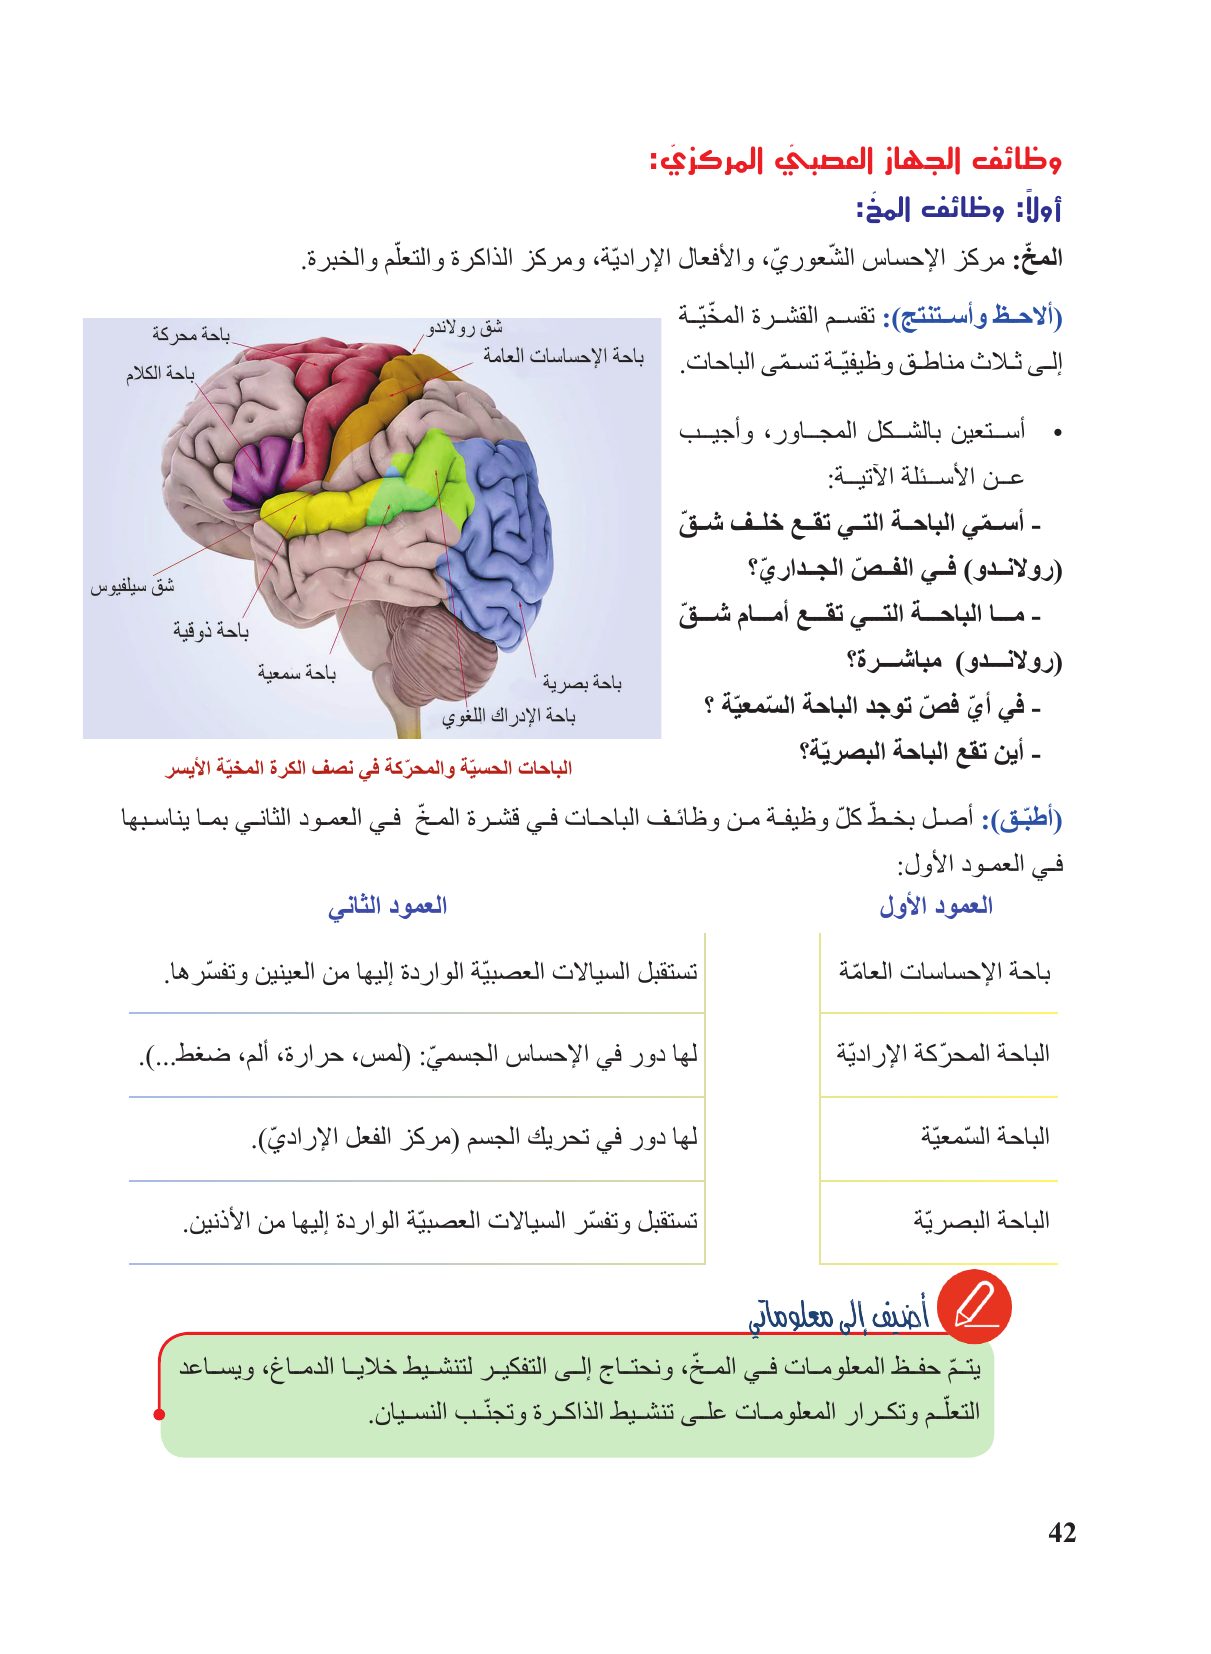 وظائف الجهاز العصبيّ المركزيّ:
أولاً: وظائف المخّ:
المخّ: مركز الإحساس الشّعوريّ، والأفعال الإراديّة، ومركز الذاكرة والتعلّم والخبرة.
(ألاحظ وأستنتج): تقسم القشرة المخّيّة
إلى ثلاث مناطق وظيفيّة تسمّى الباحات.
• أستعين بالشكل المجاور، وأجيب
عن الأسئلة الآتية:
- أسمّي الباحة التي تقع خلف شقّ
(رولاندو) في الفصّ الجداريّ؟
- ما الباحة التي تقع أمام شقّ
(رولاندو) مباشرة؟
- في أيّ فصّ توجد الباحة السّمعيّة ؟
- أين تقع الباحة البصريّة؟
شق رولاندو
باحة محركة
باحة الإحساسات العامة
باحة الكلام
شق سيلفيوس
باحة ذوقية
باحة سمعية
باحة بصرية
باحة الإدراك اللغوي
الباحات الحسيّة والمحرّكة في نصف الكرة المخيّة الأيسر
(أطبّق): أصل بخطّ كلّ وظيفة من وظائف الباحات في قشرة المخّ في العمود الثاني بما يناسبها
في العمود الأول:
العمود الأول
العمود الثاني
باحة الإحساسات العامّة
تستقبل السيالات العصبيّة الواردة إليها من العينين وتفسّرها.
الباحة المحرّكة الإراديّة
لها دور في الإحساس الجسميّ: (لمس، حرارة، ألم، ضغط...).
الباحة السّمعيّة
لها دور في تحريك الجسم (مركز الفعل الإراديّ).
الباحة البصريّة
تستقبل وتفسّر السيالات العصبيّة الواردة إليها من الأذنين.
أضيف إلى معلوماتي
يتمّ حفظ المعلومات في المخّ، ونحتاج إلى التفكير لتنشيط خلايا الدماغ، ويساعد
التعلّم وتكرار المعلومات على تنشيط الذاكرة وتجنّب النسيان.
42